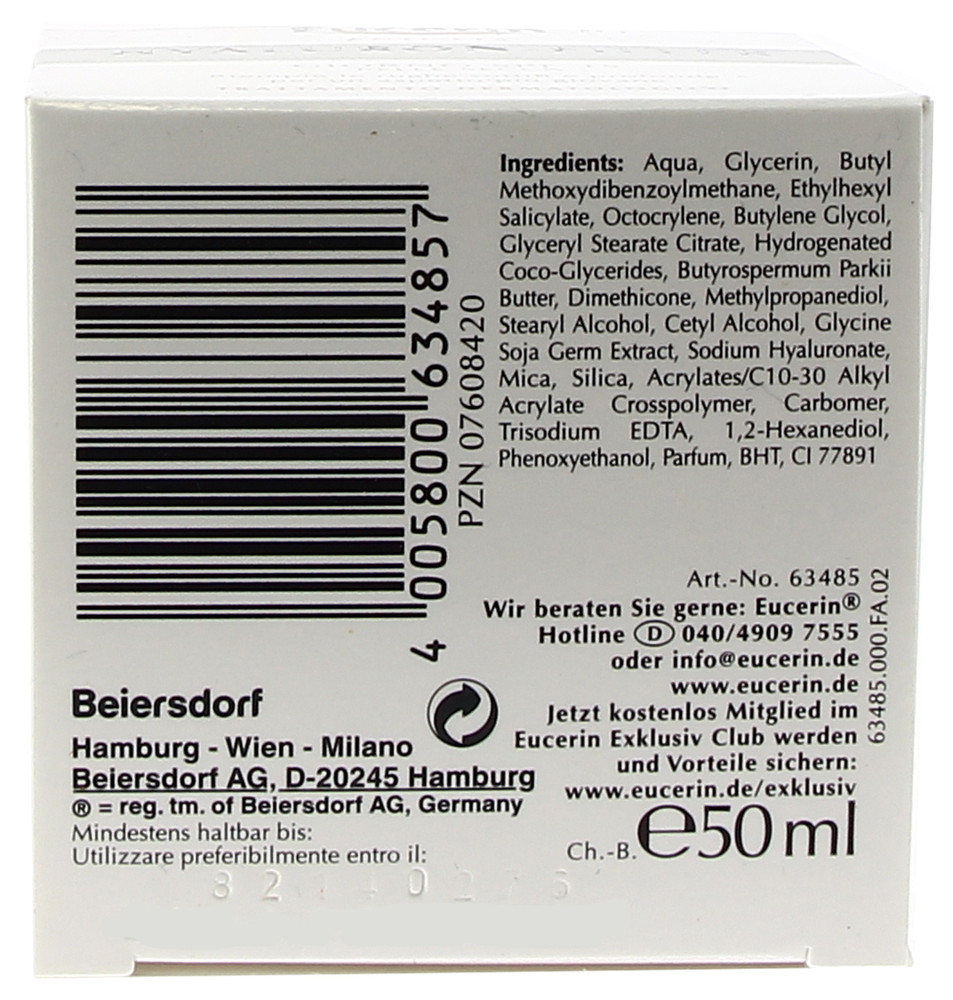 Eucerin
HYALURON-FILLER
TRATTAMENTO DERMATOLOGICO
Ingredients: Aqua, Glycerin, Butyl
Methoxydibenzoylmethane, Ethylhexyl
Salicylate, Octocrylene, Butylene Glycol,
Glyceryl Stearate Citrate, Hydrogenated
Coco-Glycerides, Butyrospermum Parkii
Butter, Dimethicone, Methylpropanediol,
Stearyl Alcohol, Cetyl Alcohol, Glycine
Soja Germ Extract, Sodium Hyaluronate,
Mica, Silica, Acrylates/C10-30 Alkyl
Acrylate Crosspolymer, Carbomer,
Trisodium EDTA, 1,2-Hexanediol,
Phenoxyethanol, Parfum, BHT, CI 77891
4 005800 634857
PZN 07608420
Art.-No. 63485
Wir beraten Sie gerne: Eucerin®
Hotline D 040/4909 7555
oder info@eucerin.de
www.eucerin.de
Jetzt kostenlos Mitglied im
Eucerin Exklusiv Club werden
und Vorteile sichern:
www.eucerin.de/exklusiv
63485.000.FA.02
Beiersdorf
Hamburg - Wien - Milano
Beiersdorf AG, D-20245 Hamburg
® = reg. tm. of Beiersdorf AG, Germany
Mindestens haltbar bis:
Utilizzare preferibilmente entro il:
Ch.-B. ℮50 ml